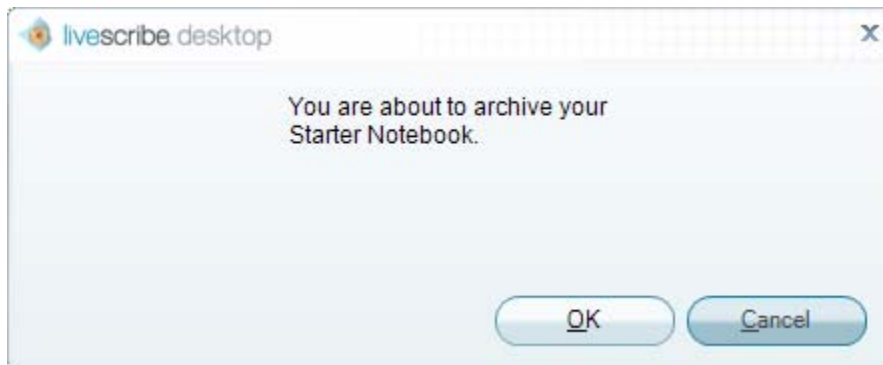 livescribe desktop
You are about to archive your
Starter Notebook.
OK
Cancel